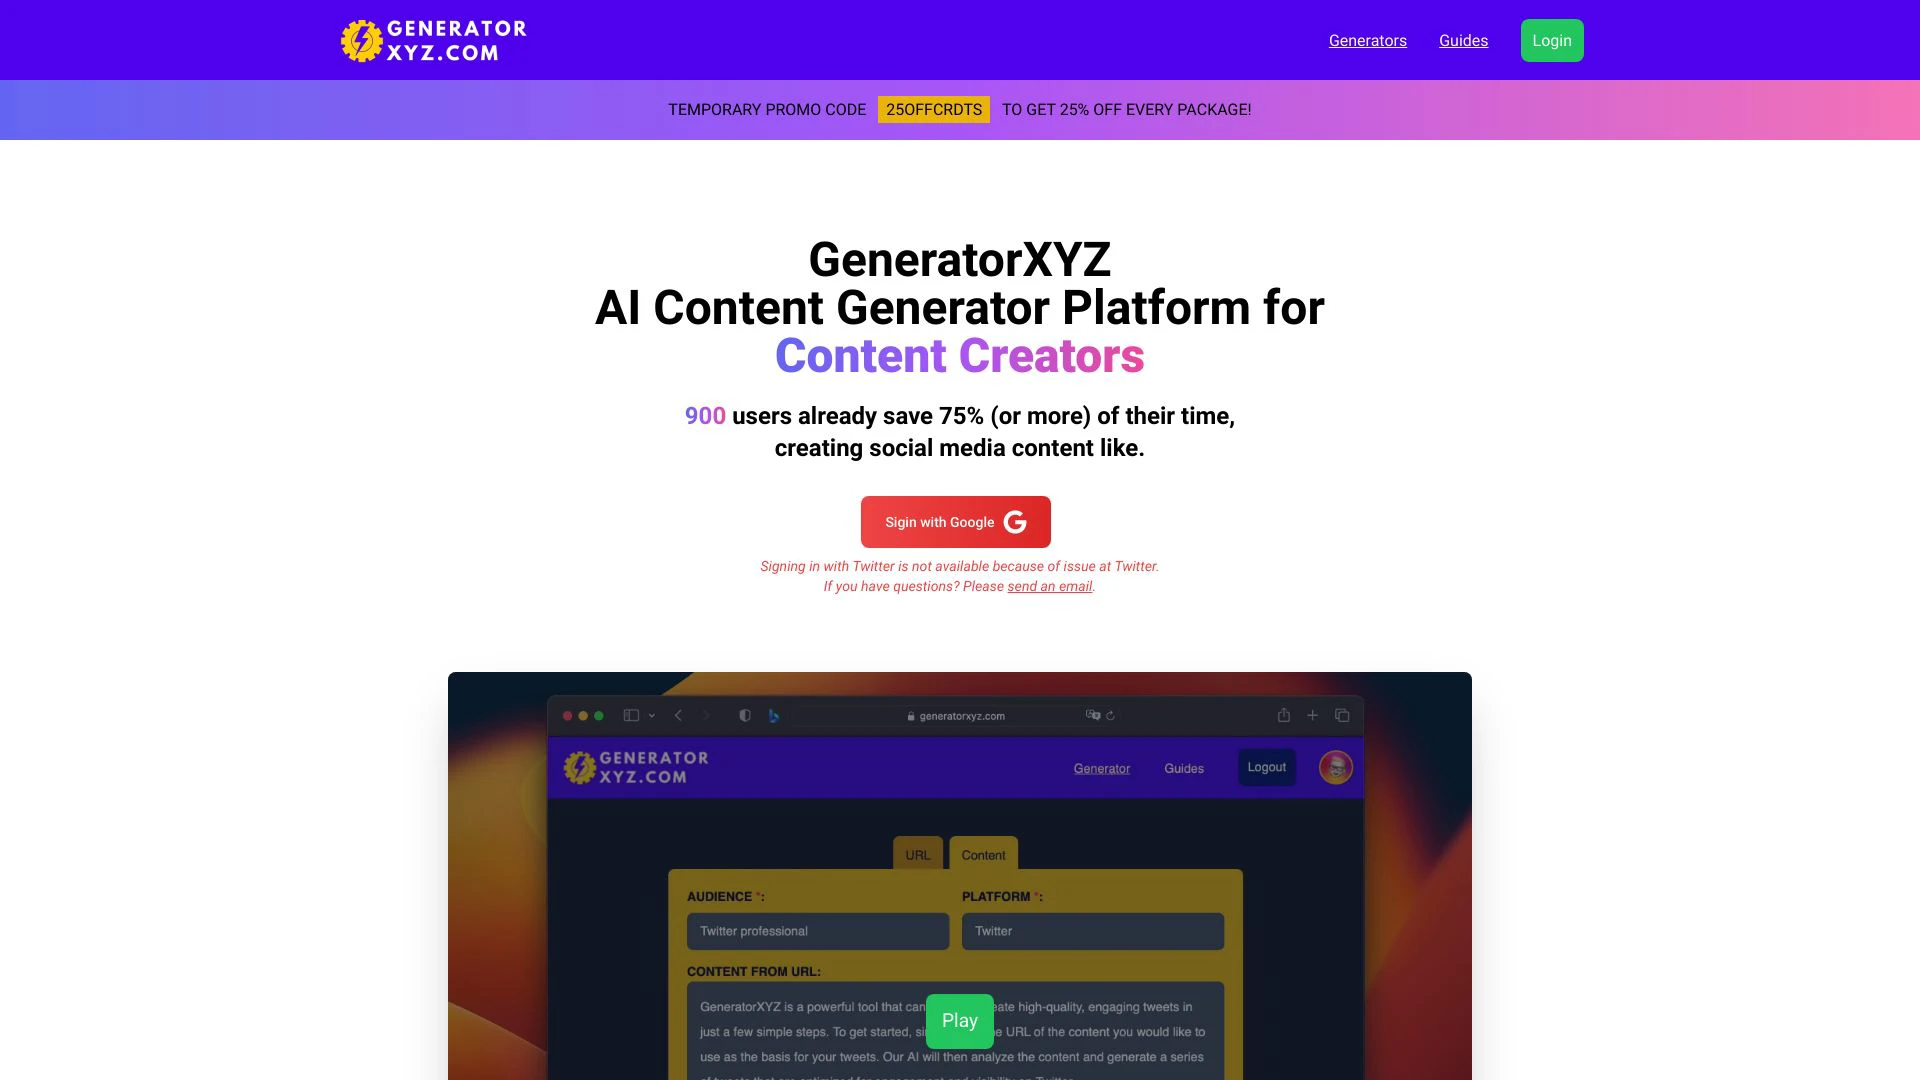 GENERATOR
XYZ.COM
Generators
Guides
Login
TEMPORARY PROMO CODE 25OFFCRDTS TO GET 25% OFF EVERY PACKAGE!
GeneratorXYZ
AI Content Generator Platform for
Content Creators
900 users already save 75% (or more) of their time,
creating social media content like.
Sigin with Google
Signing in with Twitter is not available because of issue at Twitter.
If you have questions? Please send an email.
generatorxyz.com
GENERATOR
XYZ.COM
Generator
Guides
Logout
URL
Content
AUDIENCE *:
PLATFORM *:
Twitter professional
Twitter
CONTENT FROM URL:
GeneratorXYZ is a powerful tool that can high-quality, engaging tweets in
just a few simple steps. To get started, URL of the content you would like to
use as the basis for your tweets. Our AI will then analyze the content and generate a series
Play